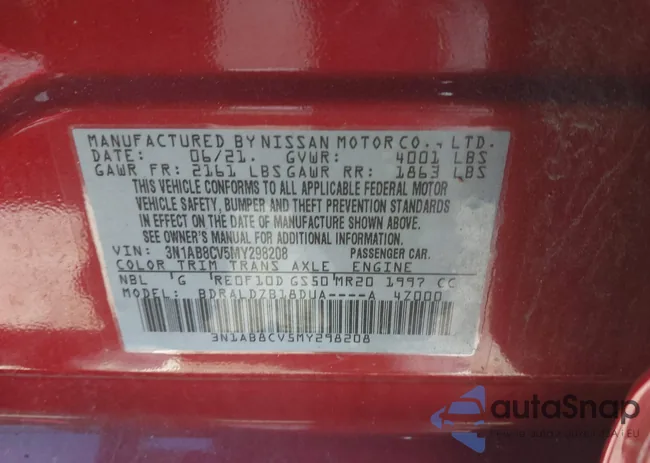 MANUFACTURED BY NISSAN MOTOR CO., LTD.
DATE: 06/21. GVWR: 4001 LBS
GAWR FR: 2161 LBS GAWR RR: 1863 LBS
THIS VEHICLE CONFORMS TO ALL APPLICABLE FEDERAL MOTOR
VEHICLE SAFETY, BUMPER, AND THEFT PREVENTION STANDARDS
IN EFFECT ON THE DATE OF MANUFACTURE SHOWN ABOVE.
SEE OWNER'S MANUAL FOR ADDITIONAL INFORMATION.
VIN: 3N1AB8CV5MY298208 PASSENGER CAR.
COLOR TRIM TRANS AXLE ENGINE
NBL G RE0F10D GS50 MR20 1997 CC
MODEL: BDRALDZB18DUA----A 4Z000
3N1AB8CV5MY298208
autoSnap